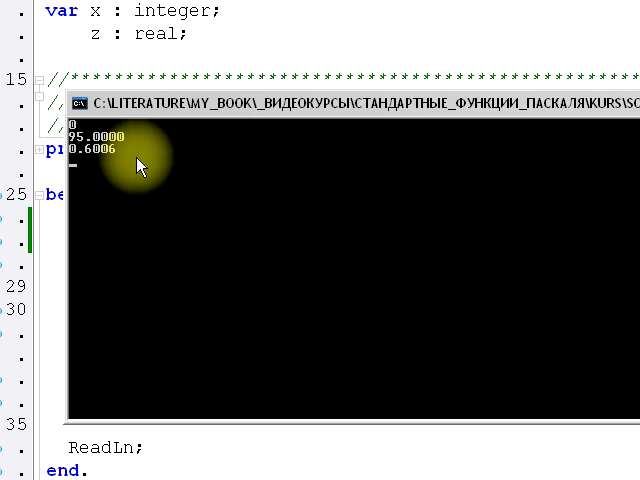 var x : integer;
z : real;
15 //****************************************************
C:\LITERATURE\MY_BOOK\_ВИДЕОКУРСЫ\СТАНДАРТНЫЕ_ФУНКЦИИ_ПАСКАЛЯ\KURS\SC
//
0
//
95.0000
pr
0.6006
25 be
29
30
35
ReadLn;
end.